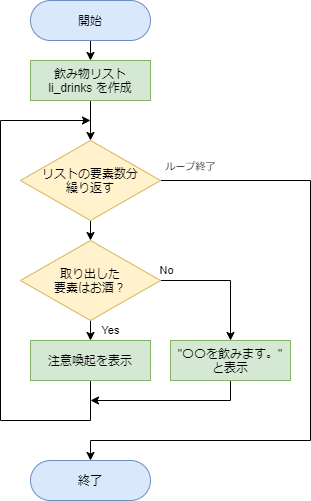 開始
飲み物リスト
li_drinks を作成
リストの要素数分
繰り返す
ループ終了
取り出した
要素はお酒？
No
Yes
注意喚起を表示
"〇〇を飲みます。"
と表示
終了